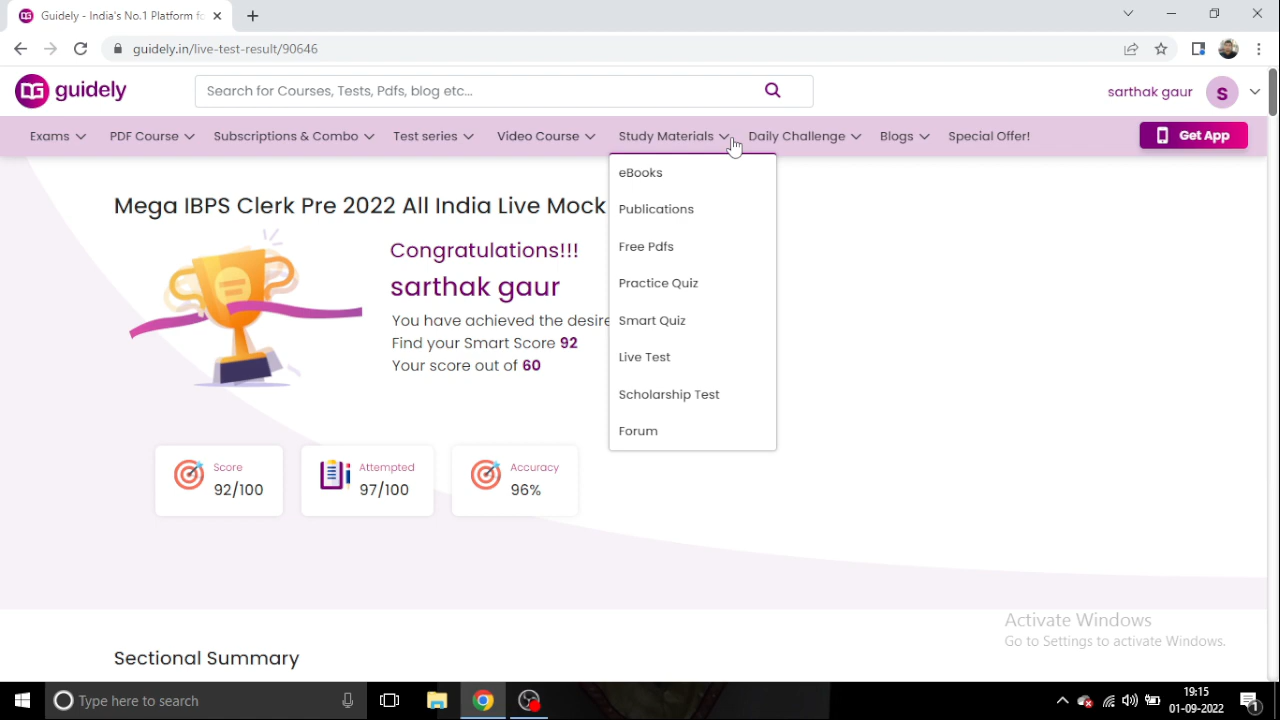 Guidely - India's No.1 Platform fo
guidely.in/live-test-result/90646
guidely
Search for Courses, Tests, Pdfs, blog etc...
sarthak gaur
S
Exams
PDF Course
Subscriptions & Combo
Test series
Video Course
Study Materials
Daily Challenge
Blogs
Special Offer!
Get App
eBooks
Publications
Free Pdfs
Practice Quiz
Smart Quiz
Live Test
Scholarship Test
Forum
Mega IBPS Clerk Pre 2022 All India Live Mock
Congratulations!!!
sarthak gaur
You have achieved the desire
Find your Smart Score 92
Your score out of 60
Score
92/100
Attempted
97/100
Accuracy
96%
Sectional Summary
Activate Windows
Go to Settings to activate Windows.
Type here to search
19:15
01-09-2022
1